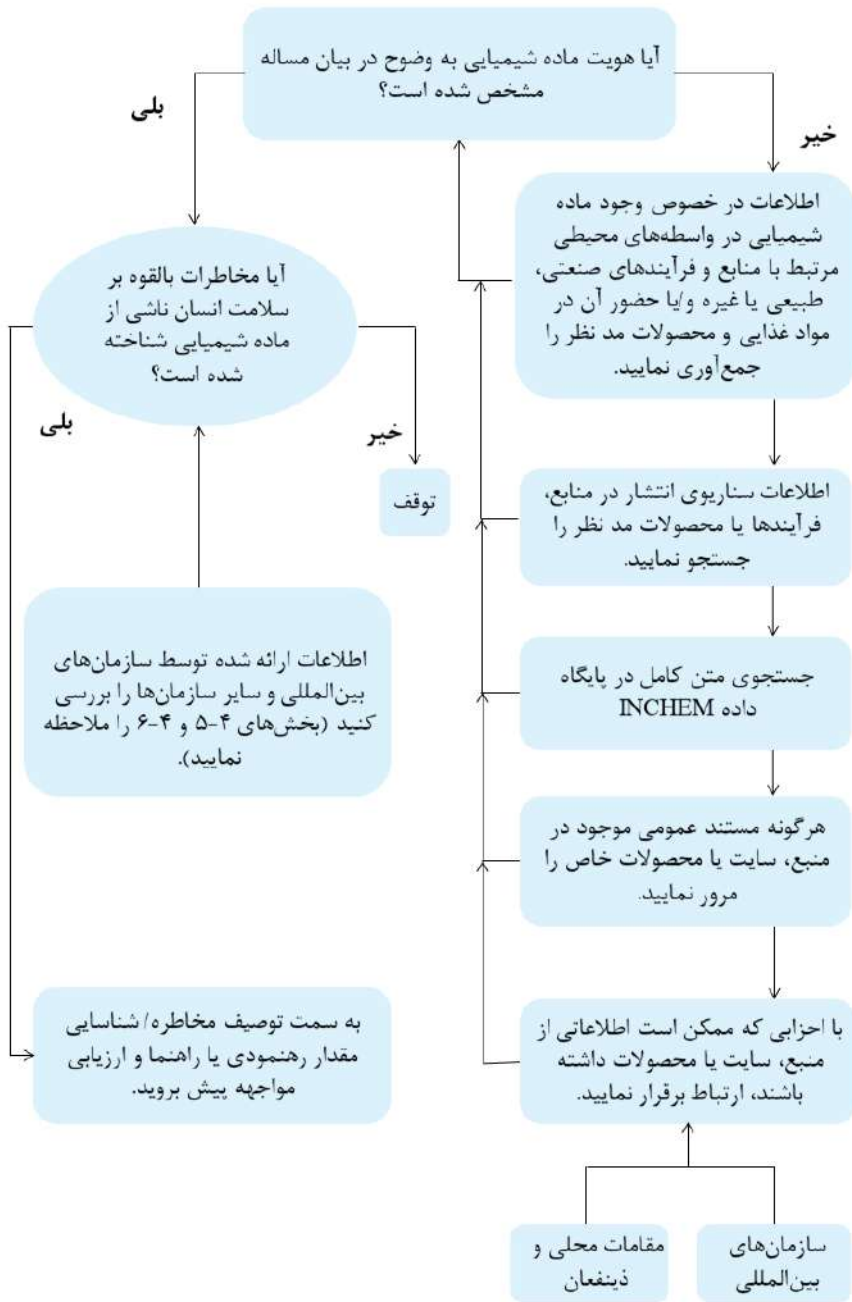 آیا هویت ماده شیمیایی به وضوح در بیان مساله
مشخص شده است؟
خیر
بلی
اطلاعات در خصوص وجود ماده
شیمیایی در واسطه‌های محیطی
مرتبط با منابع و فرآیندهای صنعتی،
طبیعی یا غیره و/یا حضور آن در
مواد غذایی و محصولات مد نظر را
جمع‌آوری نمایید.
آیا مخاطرات بالقوه بر
سلامت انسان ناشی از
ماده شیمیایی شناخته
شده است؟
خیر
بلی
توقف
اطلاعات سناریوی انتشار در منابع،
فرآیندها یا محصولات مد نظر را
جستجو نمایید.
اطلاعات ارائه شده توسط سازمان‌های
بین‌المللی و سایر سازمان‌ها را بررسی
کنید (بخش‌های ۴-۵ و ۴-۶ را ملاحظه
نمایید).
جستجوی متن کامل در پایگاه
داده INCHEM
هرگونه مستند عمومی موجود در
منبع، سایت یا محصولات خاص را
مرور نمایید.
با احزابی که ممکن است اطلاعاتی از
منبع، سایت یا محصولات داشته
باشند، ارتباط برقرار نمایید.
به سمت توصیف مخاطره/ شناسایی
مقدار رهنمودی یا راهنما و ارزیابی
مواجهه پیش بروید.
سازمان‌های
بین‌المللی
مقامات محلی و
ذینفعان